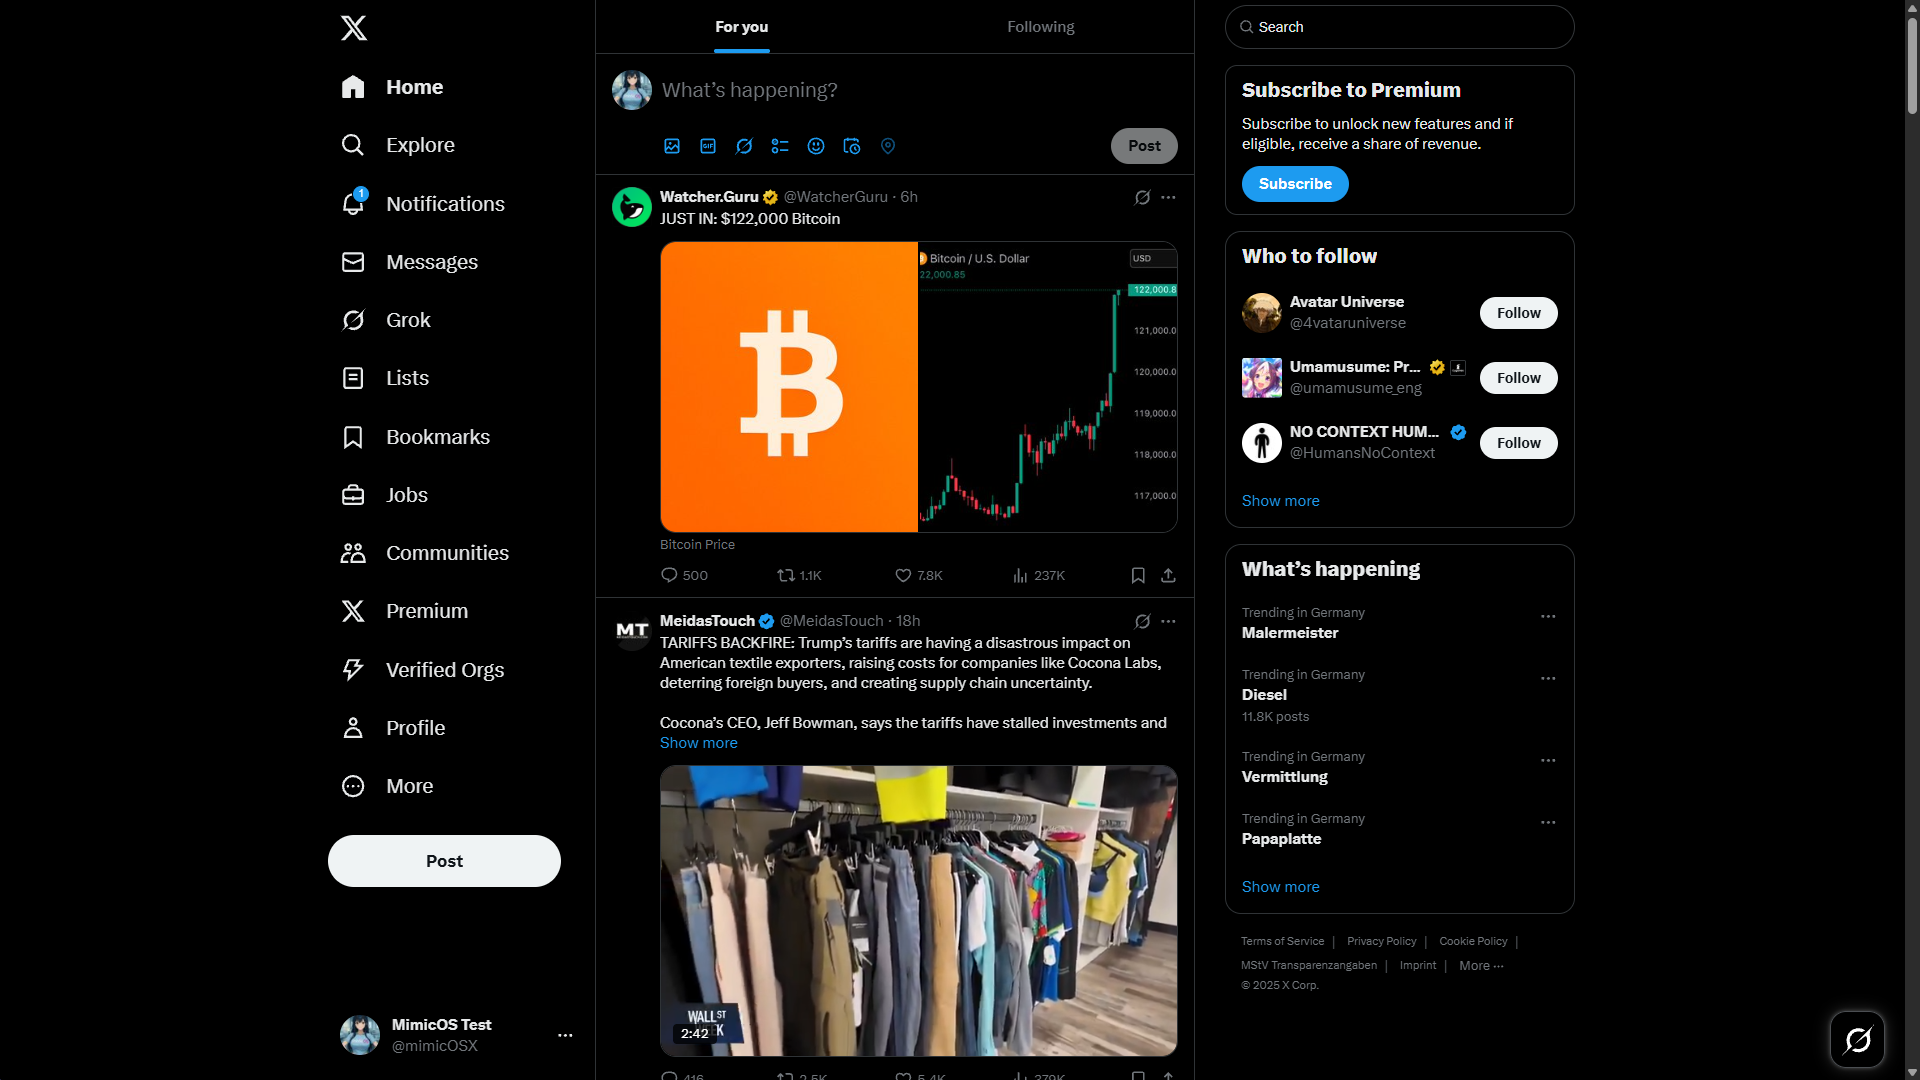 Home
Explore
1
Notifications
Messages
Grok
Lists
Bookmarks
Jobs
Communities
Premium
Verified Orgs
Profile
More
Post
MimicOS Test
@mimicOSX
For you
Following
What's happening?
GIF
Post
Watcher.Guru @WatcherGuru · 6h
JUST IN: $122,000 Bitcoin
Bitcoin / U.S. Dollar
USD
22,000.85
122,000.8
121,000.0
120,000.0
119,000.0
118,000.0
117,000.0
Bitcoin Price
500
1.1K
7.8K
237K
MT
MeidasTouch @MeidasTouch · 18h
TARIFFS BACKFIRE: Trump's tariffs are having a disastrous impact on
American textile exporters, raising costs for companies like Cocona Labs,
deterring foreign buyers, and creating supply chain uncertainty.
Cocona's CEO, Jeff Bowman, says the tariffs have stalled investments and
Show more
WALL ST
2:42
416
2.5K
5.4K
379K
Search
Subscribe to Premium
Subscribe to unlock new features and if
eligible, receive a share of revenue.
Subscribe
Who to follow
Avatar Universe
@4vataruniverse
Follow
Umamusume: Pr...
@umamusume_eng
Follow
NO CONTEXT HUM...
@HumansNoContext
Follow
Show more
What's happening
Trending in Germany
Malermeister
Trending in Germany
Diesel
11.8K posts
Trending in Germany
Vermittlung
Trending in Germany
Papaplatte
Show more
Terms of Service | Privacy Policy | Cookie Policy |
MStV Transparenzangaben | Imprint | More ...
© 2025 X Corp.